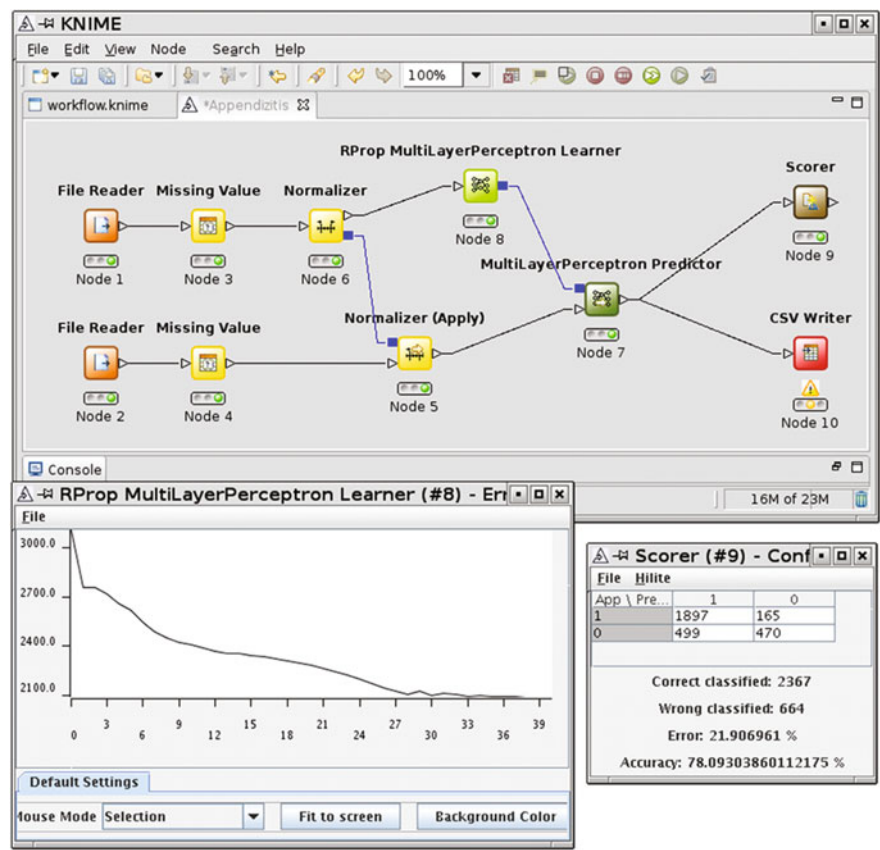 KNIME
File Edit View Node Search Help
100%
workflow.knime *Appendizitis
RProp MultiLayerPerceptron Learner
Scorer
File Reader Missing Value Normalizer
Node 8
Node 9
Node 1 Node 3 Node 6
MultiLayerPerceptron Predictor
File Reader Missing Value Normalizer (Apply)
CSV Writer
Node 7
Node 2 Node 4 Node 5
Node 10
Console
16M of 23M
RProp MultiLayerPerceptron Learner (#8) - Err
File
3000.0
2700.0
2400.0
2100.0
0 3 6 9 12 15 18 21 24 27 30 33 36 39
Default Settings
Mouse Mode Selection Fit to screen Background Color
Scorer (#9) - Conf
File Hilite
App \ Pre... 1 0
1 1897 165
0 499 470
Correct classified: 2367
Wrong classified: 664
Error: 21.906961 %
Accuracy: 78.09303860112175 %